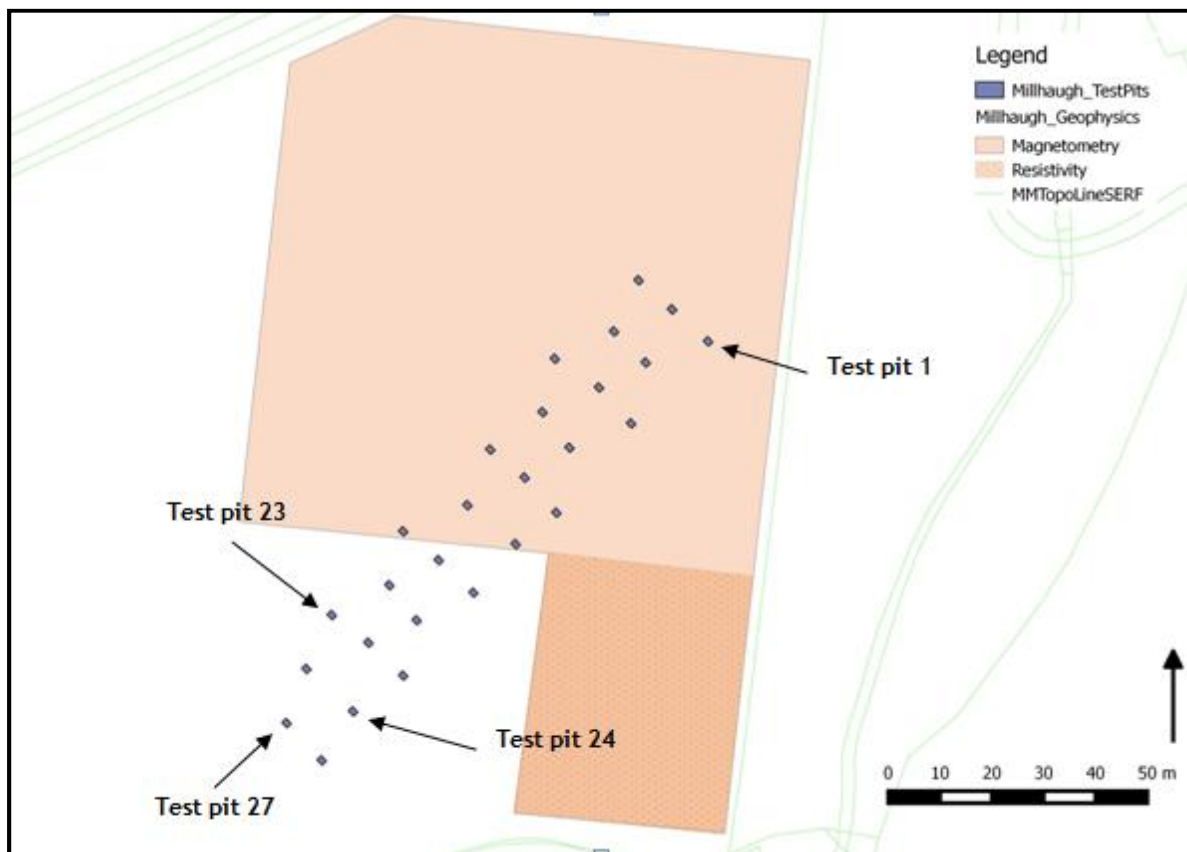 Legend
Millhaugh_TestPits
Millhaugh_Geophysics
Magnetometry
Resistivity
MMTopoLineSERF
Test pit 1
Test pit 23
Test pit 24
Test pit 27
0 10 20 30 40 50 m